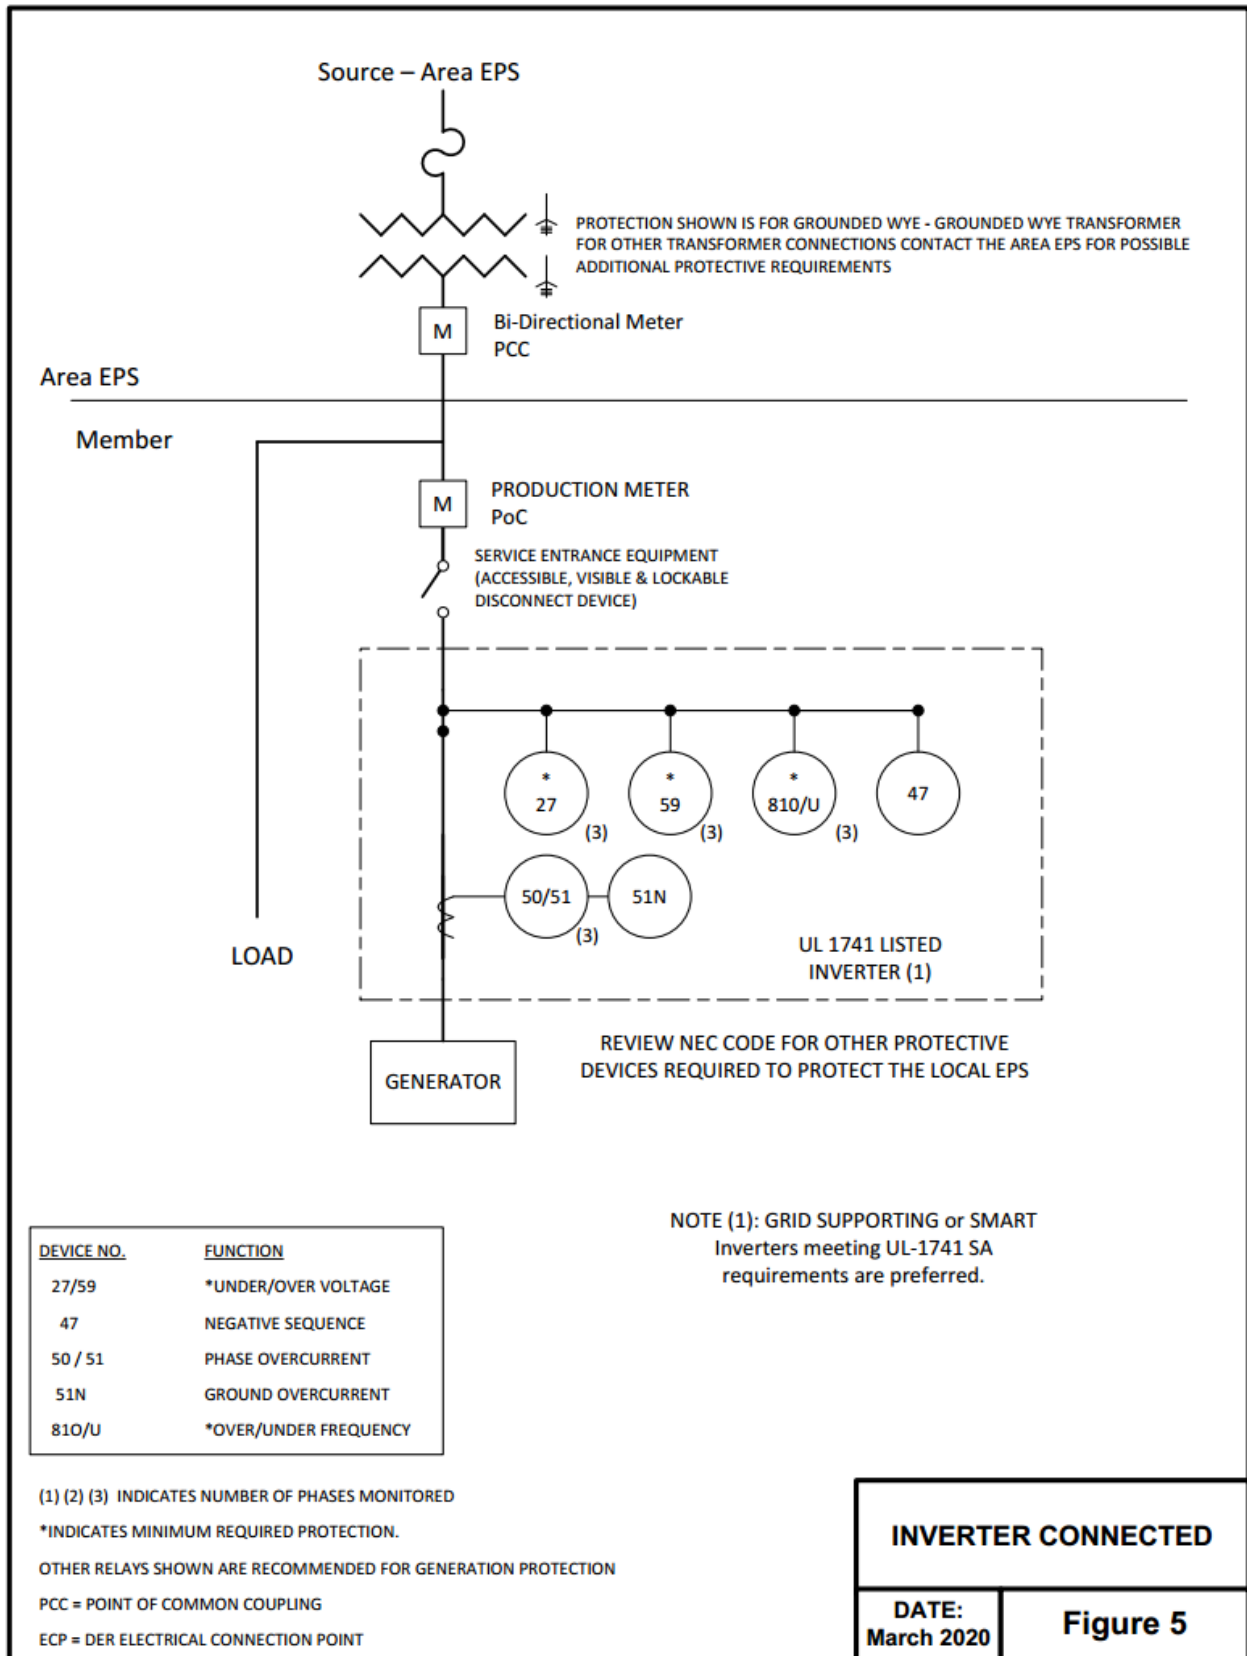 Source – Area EPS
PROTECTION SHOWN IS FOR GROUNDED WYE - GROUNDED WYE TRANSFORMER
FOR OTHER TRANSFORMER CONNECTIONS CONTACT THE AREA EPS FOR POSSIBLE
ADDITIONAL PROTECTIVE REQUIREMENTS
M
Bi-Directional Meter
PCC
Area EPS
Member
M
PRODUCTION METER
PoC
SERVICE ENTRANCE EQUIPMENT
(ACCESSIBLE, VISIBLE & LOCKABLE
DISCONNECT DEVICE)
*
27
(3)
*
59
(3)
*
81O/U
(3)
47
50/51
(3)
51N
LOAD
UL 1741 LISTED
INVERTER (1)
GENERATOR
REVIEW NEC CODE FOR OTHER PROTECTIVE
DEVICES REQUIRED TO PROTECT THE LOCAL EPS
NOTE (1): GRID SUPPORTING or SMART
Inverters meeting UL-1741 SA
requirements are preferred.
DEVICE NO. FUNCTION
27/59 *UNDER/OVER VOLTAGE
47 NEGATIVE SEQUENCE
50 / 51 PHASE OVERCURRENT
51N GROUND OVERCURRENT
81O/U *OVER/UNDER FREQUENCY
(1) (2) (3) INDICATES NUMBER OF PHASES MONITORED
*INDICATES MINIMUM REQUIRED PROTECTION.
OTHER RELAYS SHOWN ARE RECOMMENDED FOR GENERATION PROTECTION
PCC = POINT OF COMMON COUPLING
ECP = DER ELECTRICAL CONNECTION POINT
INVERTER CONNECTED
DATE:
March 2020
Figure 5